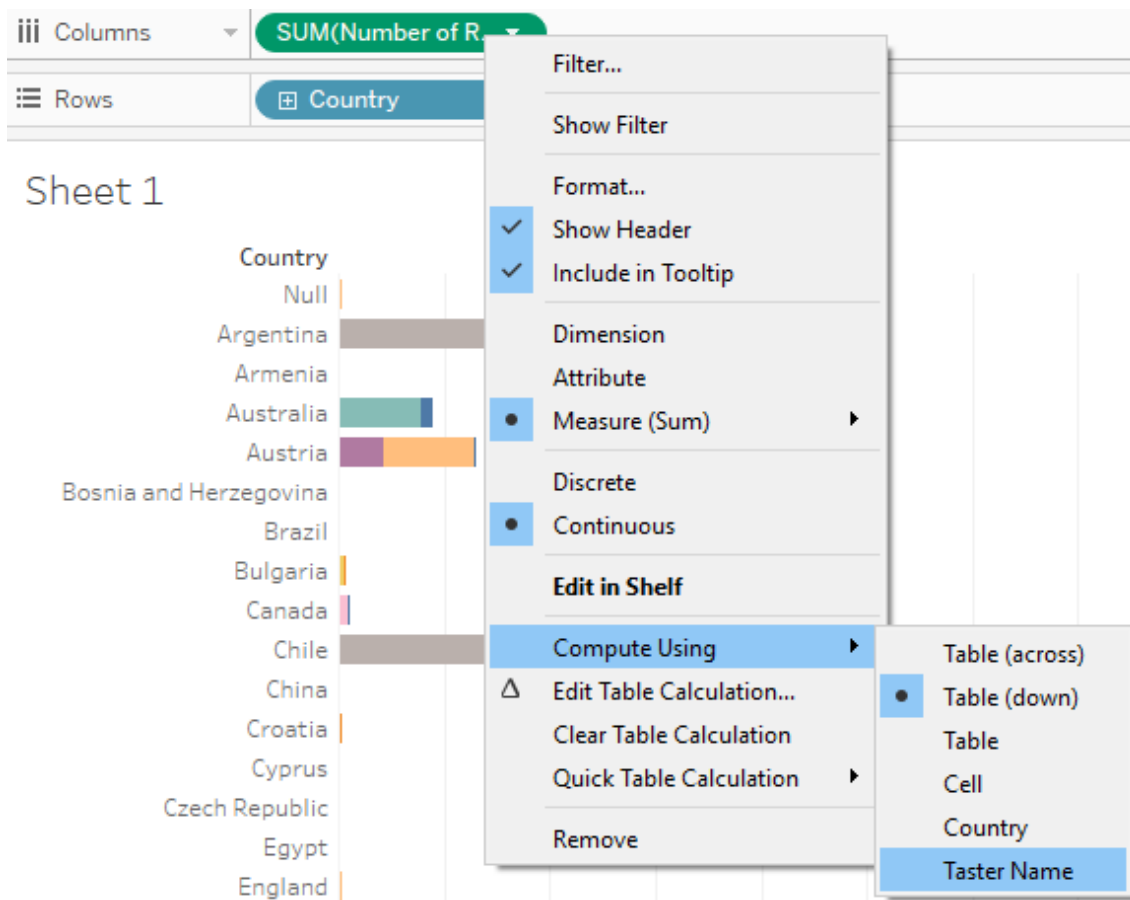 Columns
SUM(Number of R..
Rows
Country
Sheet 1
Country
Null
Argentina
Armenia
Australia
Austria
Bosnia and Herzegovina
Brazil
Bulgaria
Canada
Chile
China
Croatia
Cyprus
Czech Republic
Egypt
England
Filter...
Show Filter
Format...
Show Header
Include in Tooltip
Dimension
Attribute
Measure (Sum)
Discrete
Continuous
Edit in Shelf
Compute Using
Edit Table Calculation...
Clear Table Calculation
Quick Table Calculation
Remove
Table (across)
Table (down)
Table
Cell
Country
Taster Name